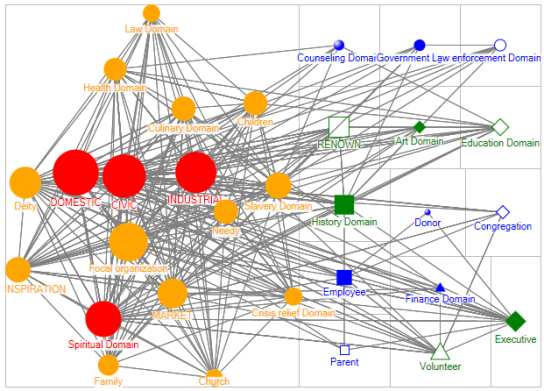 Law Domain
Counseling Domai
Government
Law enforcement Domain
Health Domain
Culinary Domain
Children
RENOWN
Art Domain
Education Domain
DOMESTIC
CIVIC
INDUSTRIAL
Deity
Slavery Domain
History Domain
Donor
Congregation
Needy
Focal organization
INSPIRATION
Employee
Finance Domain
MARKET
Crisis relief Domain
Executive
Spiritual Domain
Parent
Volunteer
Family
Church